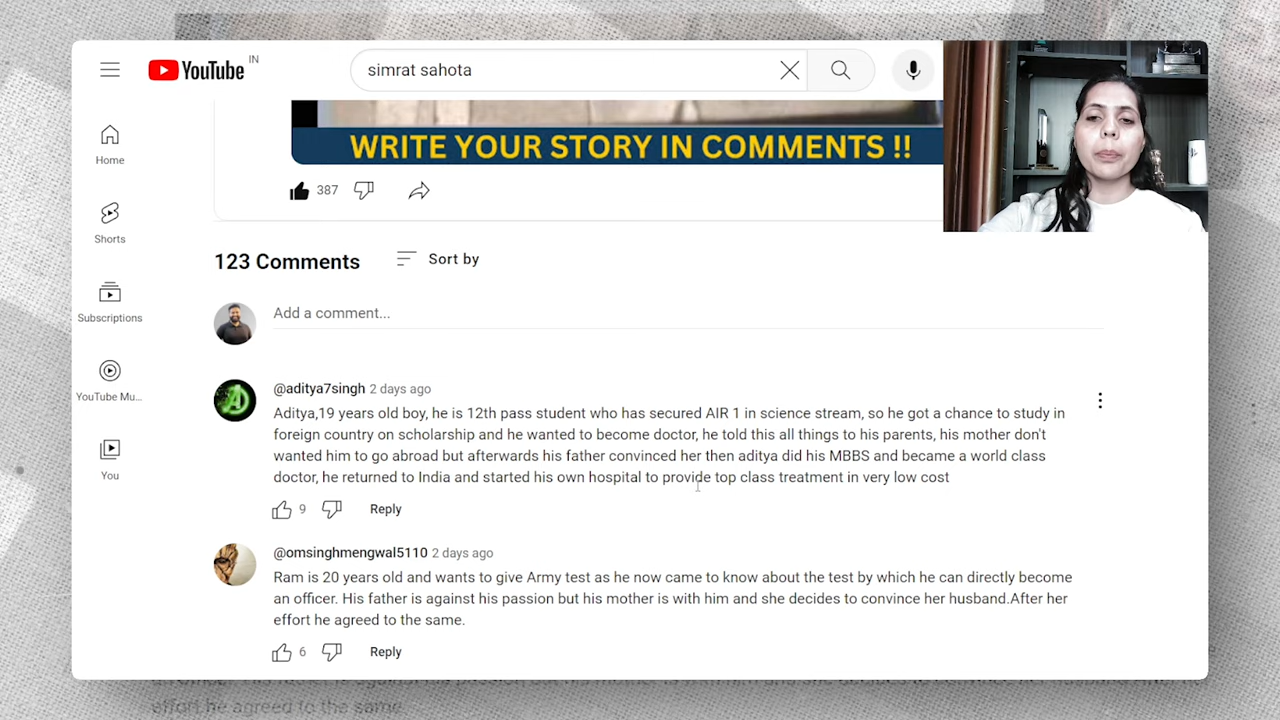 YouTube IN
simrat sahota
Home
Shorts
Subscriptions
YouTube Mu...
You
WRITE YOUR STORY IN COMMENTS !!
387
123 Comments
Sort by
Add a comment...
@aditya7singh 2 days ago
Aditya,19 years old boy, he is 12th pass student who has secured AIR 1 in science stream, so he got a chance to study in
foreign country on scholarship and he wanted to become doctor, he told this all things to his parents, his mother don't
wanted him to go abroad but afterwards his father convinced her then aditya did his MBBS and became a world class
doctor, he returned to India and started his own hospital to provide top class treatment in very low cost
9
Reply
@omsinghmengwal5110 2 days ago
Ram is 20 years old and wants to give Army test as he now came to know about the test by which he can directly become
an officer. His father is against his passion but his mother is with him and she decides to convince her husband.After her
effort he agreed to the same.
6
Reply
effort he agreed to the same